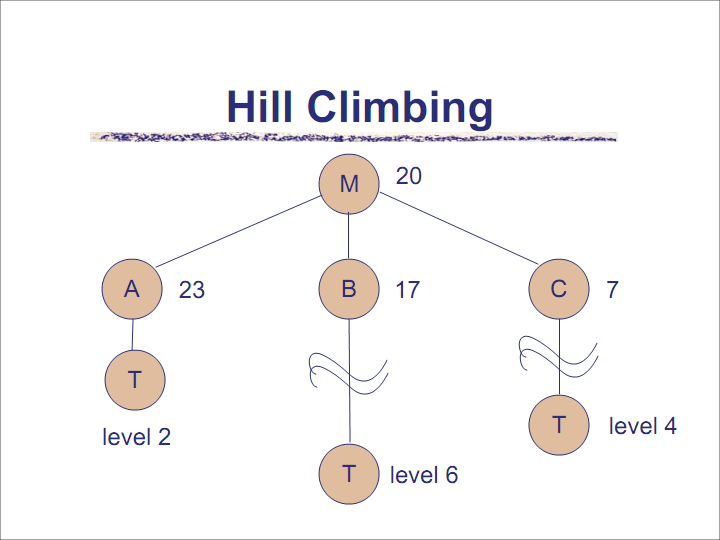 Hill Climbing
M 20
A 23 B 17 C 7
T
level 2
T level 4
T level 6